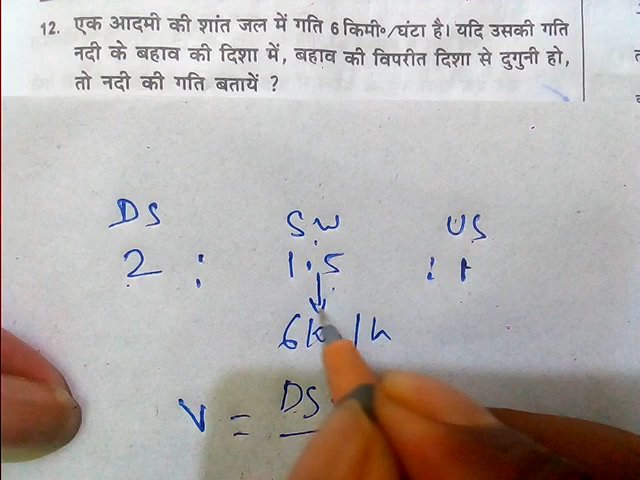 12. एक आदमी की शांत जल में गति 6 किमी०/घंटा है। यदि उसकी गति
नदी के बहाव की दिशा में, बहाव की विपरीत दिशा से दुगुनी हो,
तो नदी की गति बतायें ?
DS SW US
2 : 1.5 : 1
6k /h
V = DS